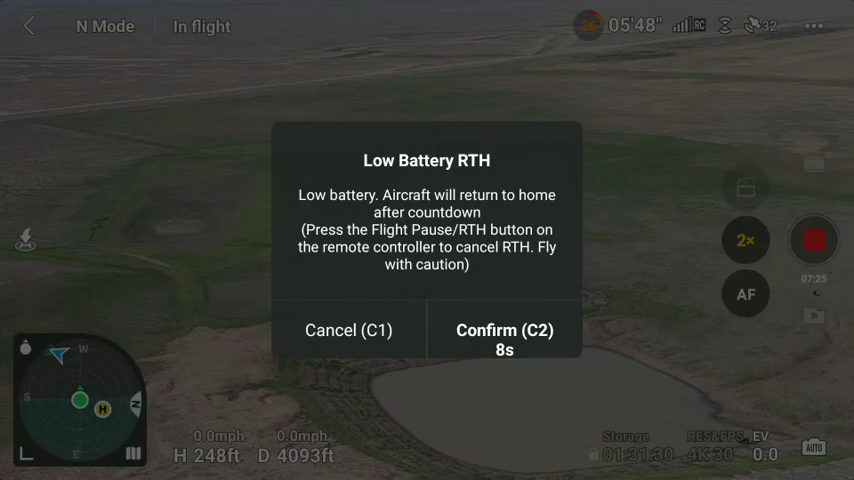 N Mode
In flight
26
05'48"
RC
32
Low Battery RTH
Low battery. Aircraft will return to home
after countdown
(Press the Flight Pause/RTH button on
the remote controller to cancel RTH. Fly
with caution)
Cancel (C1)
Confirm (C2)
8s
2×
AF
07:25
W
S
H
N
E
0.0mph
0.0mph
H 248ft
D 4093ft
Storage
01:31:30
RES&FPS
4K 30
EV
0.0
AUTO